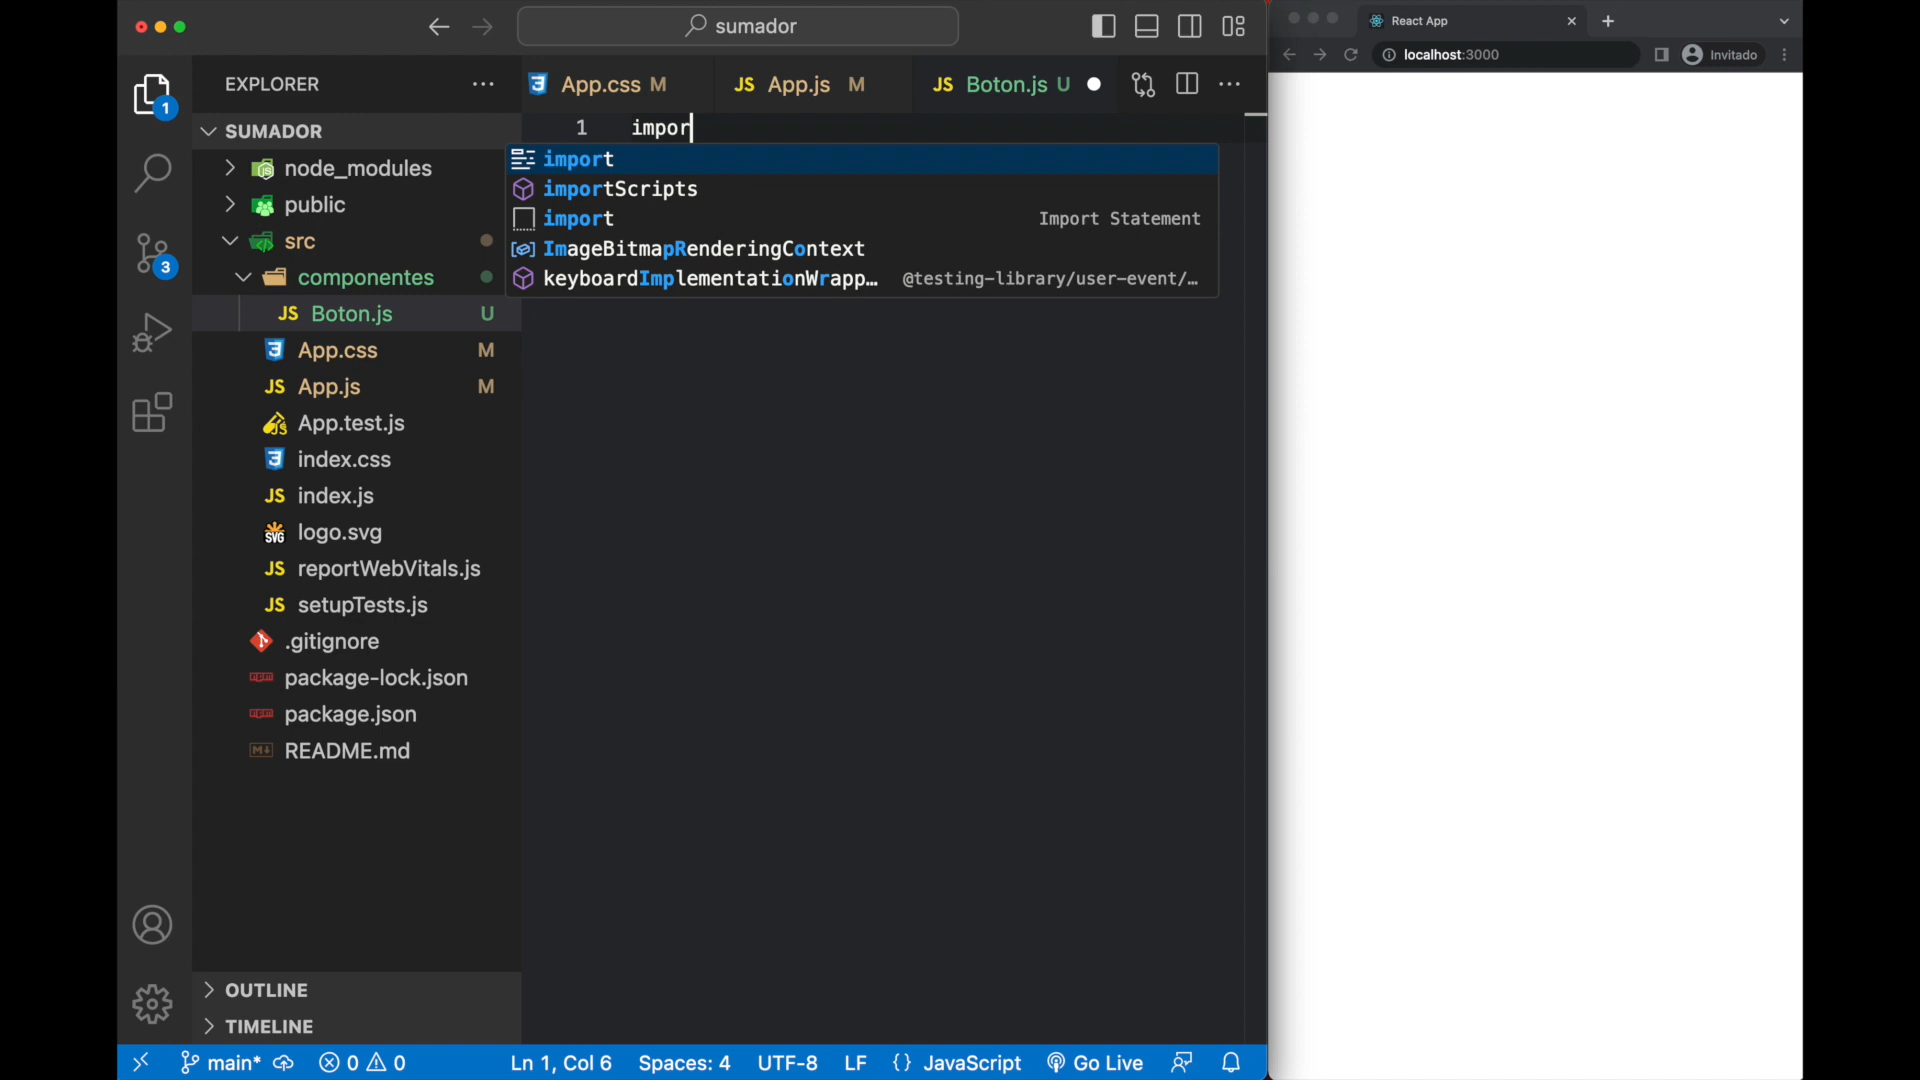 sumador
React App
localhost:3000
Invitado
1
3
EXPLORER
SUMADOR
node_modules
public
src
componentes
JS Boton.js U
App.css M
JS App.js M
App.test.js
index.css
JS index.js
SVG logo.svg
JS reportWebVitals.js
JS setupTests.js
.gitignore
package-lock.json
package.json
README.md
OUTLINE
TIMELINE
App.css M
JS App.js M
JS Boton.js U
1 impor
import
importScripts
import Import Statement
ImageBitmapRenderingContext
keyboardImplementationWrapp… @testing-library/user-event/…
main* 0 0 Ln 1, Col 6 Spaces: 4 UTF-8 LF {} JavaScript Go Live